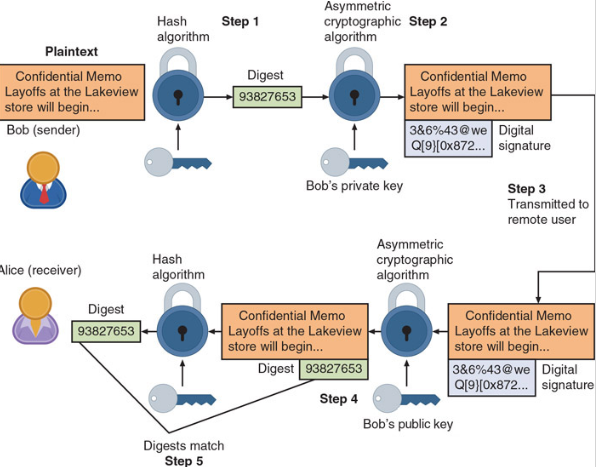 Hash
algorithm
Step 1
Asymmetric
cryptographic
algorithm
Step 2
Plaintext
Confidential Memo
Layoffs at the Lakeview
store will begin...
Bob (sender)
Digest
93827653
Confidential Memo
Layoffs at the Lakeview
store will begin...
3&6%43@we
Q[9}[0x872...
Digital
signature
Bob's private key
Step 3
Transmitted to
remote user
Alice (receiver)
Hash
algorithm
Asymmetric
cryptographic
algorithm
Digest
93827653
Confidential Memo
Layoffs at the Lakeview
store will begin...
Digest
93827653
Confidential Memo
Layoffs at the Lakeview
store will begin...
3&6%43@we
Q[9}[0x872...
Digital
signature
Step 4
Bob's public key
Digests match
Step 5